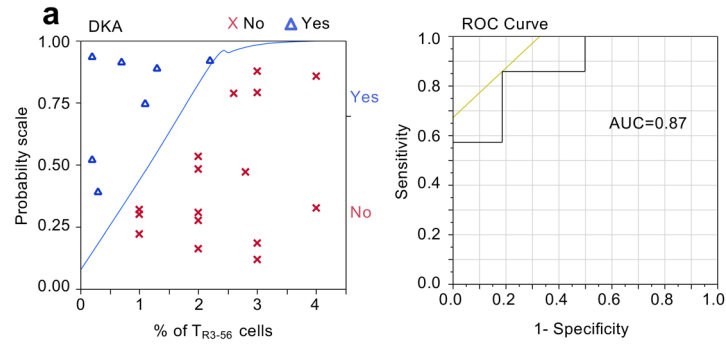 a
DKA
X No
Yes
Probabilty scale
1.00
0.75
0.50
0.25
0.00
0
1
2
3
4
% of TR3-56 cells
Yes
No
ROC Curve
Sensitivity
1.0
0.8
0.6
0.4
0.2
0.0
AUC=0.87
0.0
0.2
0.4
0.6
0.8
1.0
1- Specificity